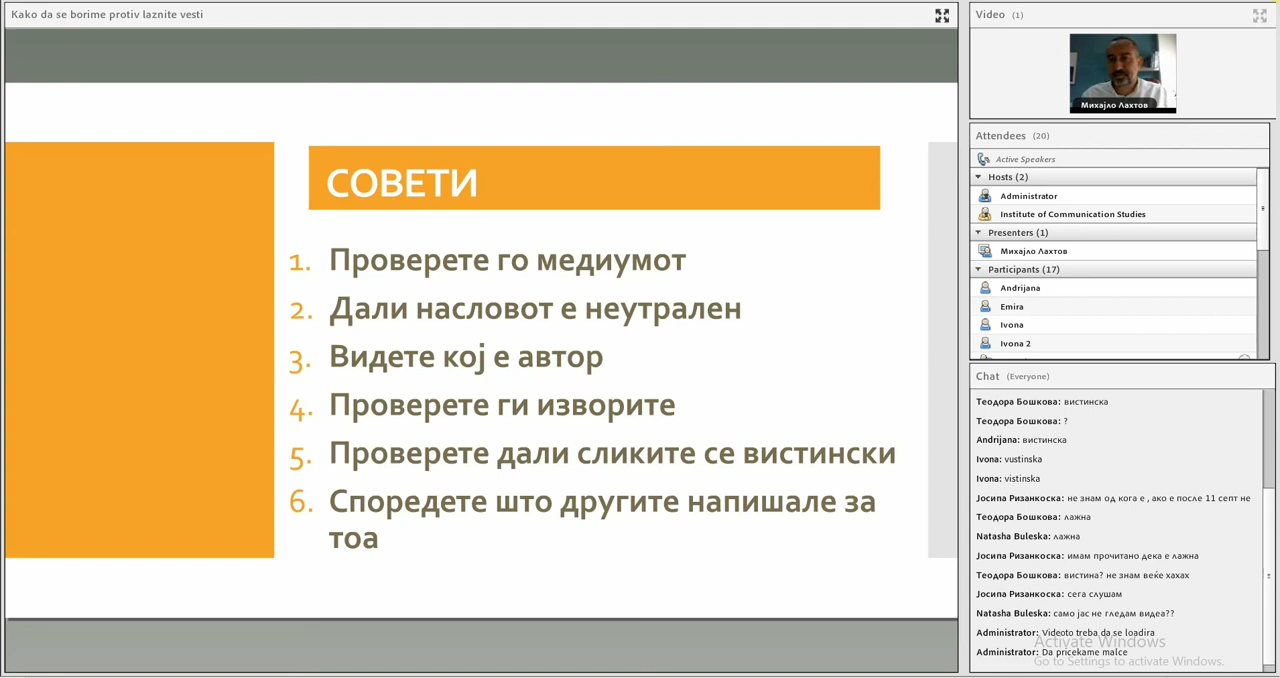 Kako da se borime protiv laznite vesti
СОВЕТИ
1. Проверете го медиумот
2. Дали насловот е неутрален
3. Видете кој е автор
4. Проверете ги изворите
5. Проверете дали сликите се вистински
6. Споредете што другите напишале за
тоа
Video (1)
Михајло Лахтов
Attendees (20)
Active Speakers
Hosts (2)
Administrator
Institute of Communication Studies
Presenters (1)
Михајло Лахтов
Participants (17)
Andrijana
Emira
Ivona
Ivona 2
Chat (Everyone)
Теодора Бошкова: вистинска
Теодора Бошкова: ?
Andrijana: вистинска
Ivona: vustinska
Ivona: vistinska
Јосипа Ризанкоска: не знам од кога е , ако е после 11 септ не
Теодора Бошкова: лажна
Natasha Buleska: лажна
Јосипа Ризанкоска: имам прочитано дека е лажна
Теодора Бошкова: вистина? не знам веќе хахах
Јосипа Ризанкоска: сега слушам
Natasha Buleska: само јас не гледам видеа??
Administrator: Videoto treba da se loadira
Administrator: Da pricekame malce
Activate Windows
Go to Settings to activate Windows.